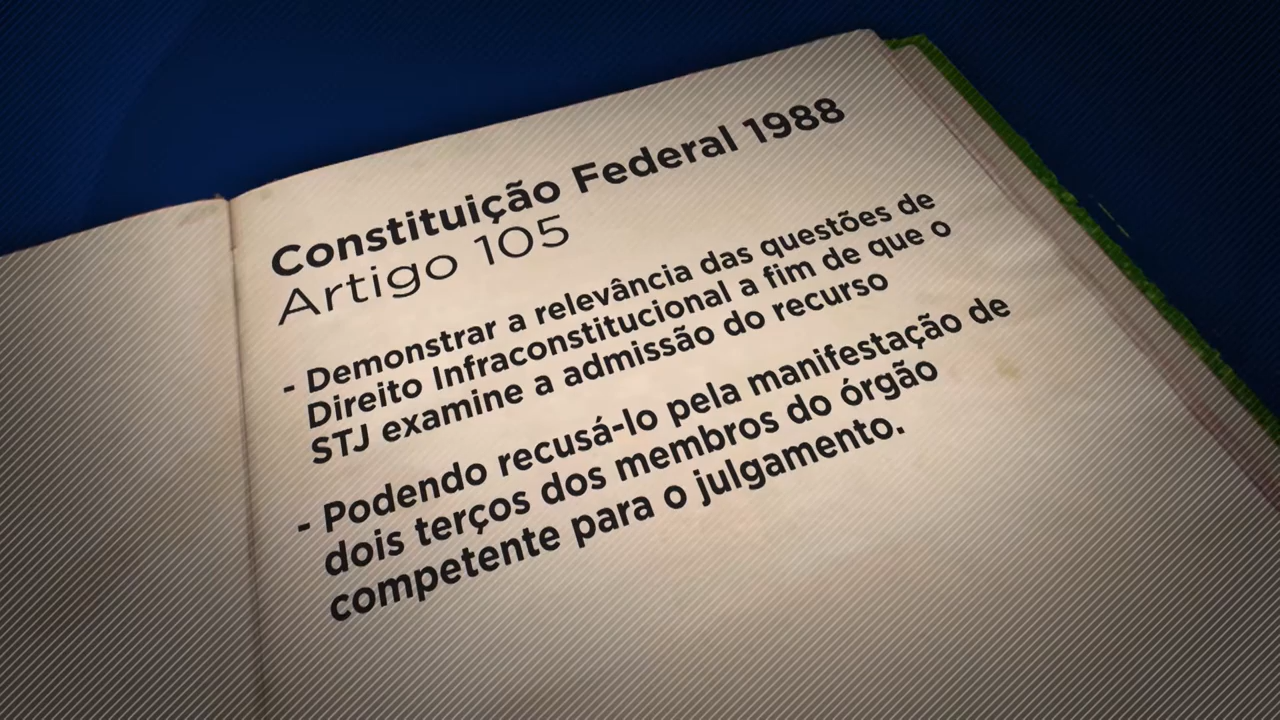 Constituição Federal 1988
Artigo 105
- Demonstrar a relevância das questões de
Direito Infraconstitucional a fim de que o
STJ examine a admissão do recurso
- Podendo recusá-lo pela manifestação de
dois terços dos membros do órgão
competente para o julgamento.